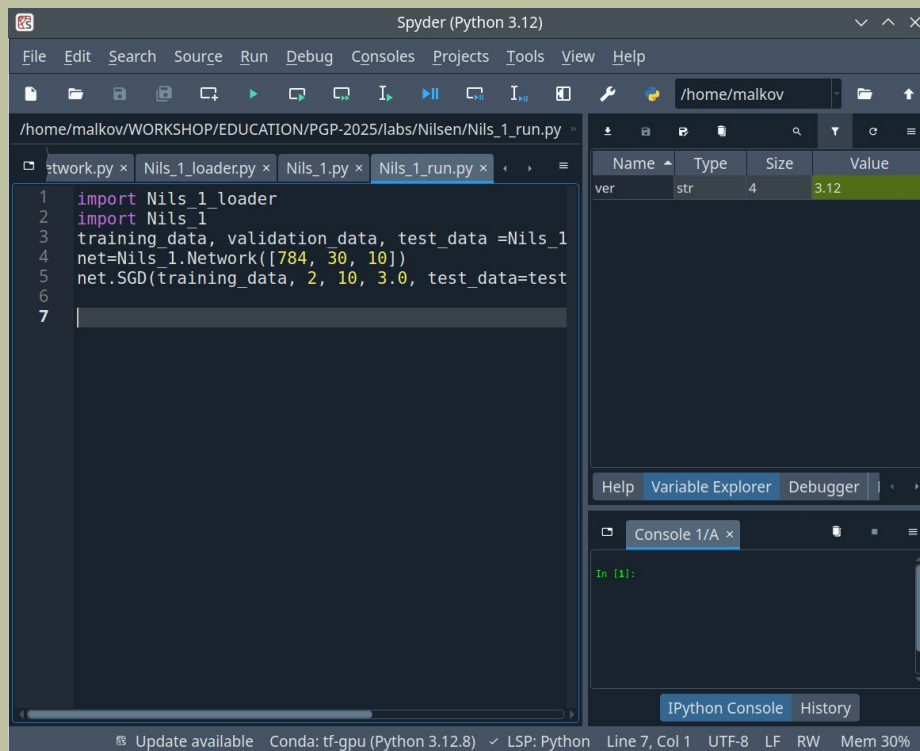 Spyder (Python 3.12)
File Edit Search Source Run Debug Consoles Projects Tools View Help
/home/malkov
/home/malkov/WORKSHOP/EDUCATION/PGP-2025/labs/Nilsen/Nils_1_run.py
etwork.py × Nils_1_loader.py × Nils_1.py × Nils_1_run.py ×
1 import Nils_1_loader
2 import Nils_1
3 training_data, validation_data, test_data =Nils_1
4 net=Nils_1.Network([784, 30, 10])
5 net.SGD(training_data, 2, 10, 3.0, test_data=test
6
7
Name Type Size Value
ver str 4 3.12
Help Variable Explorer Debugger
Console 1/A ×
In [1]:
IPython Console History
Update available Conda: tf-gpu (Python 3.12.8) ✓ LSP: Python Line 7, Col 1 UTF-8 LF RW Mem 30%